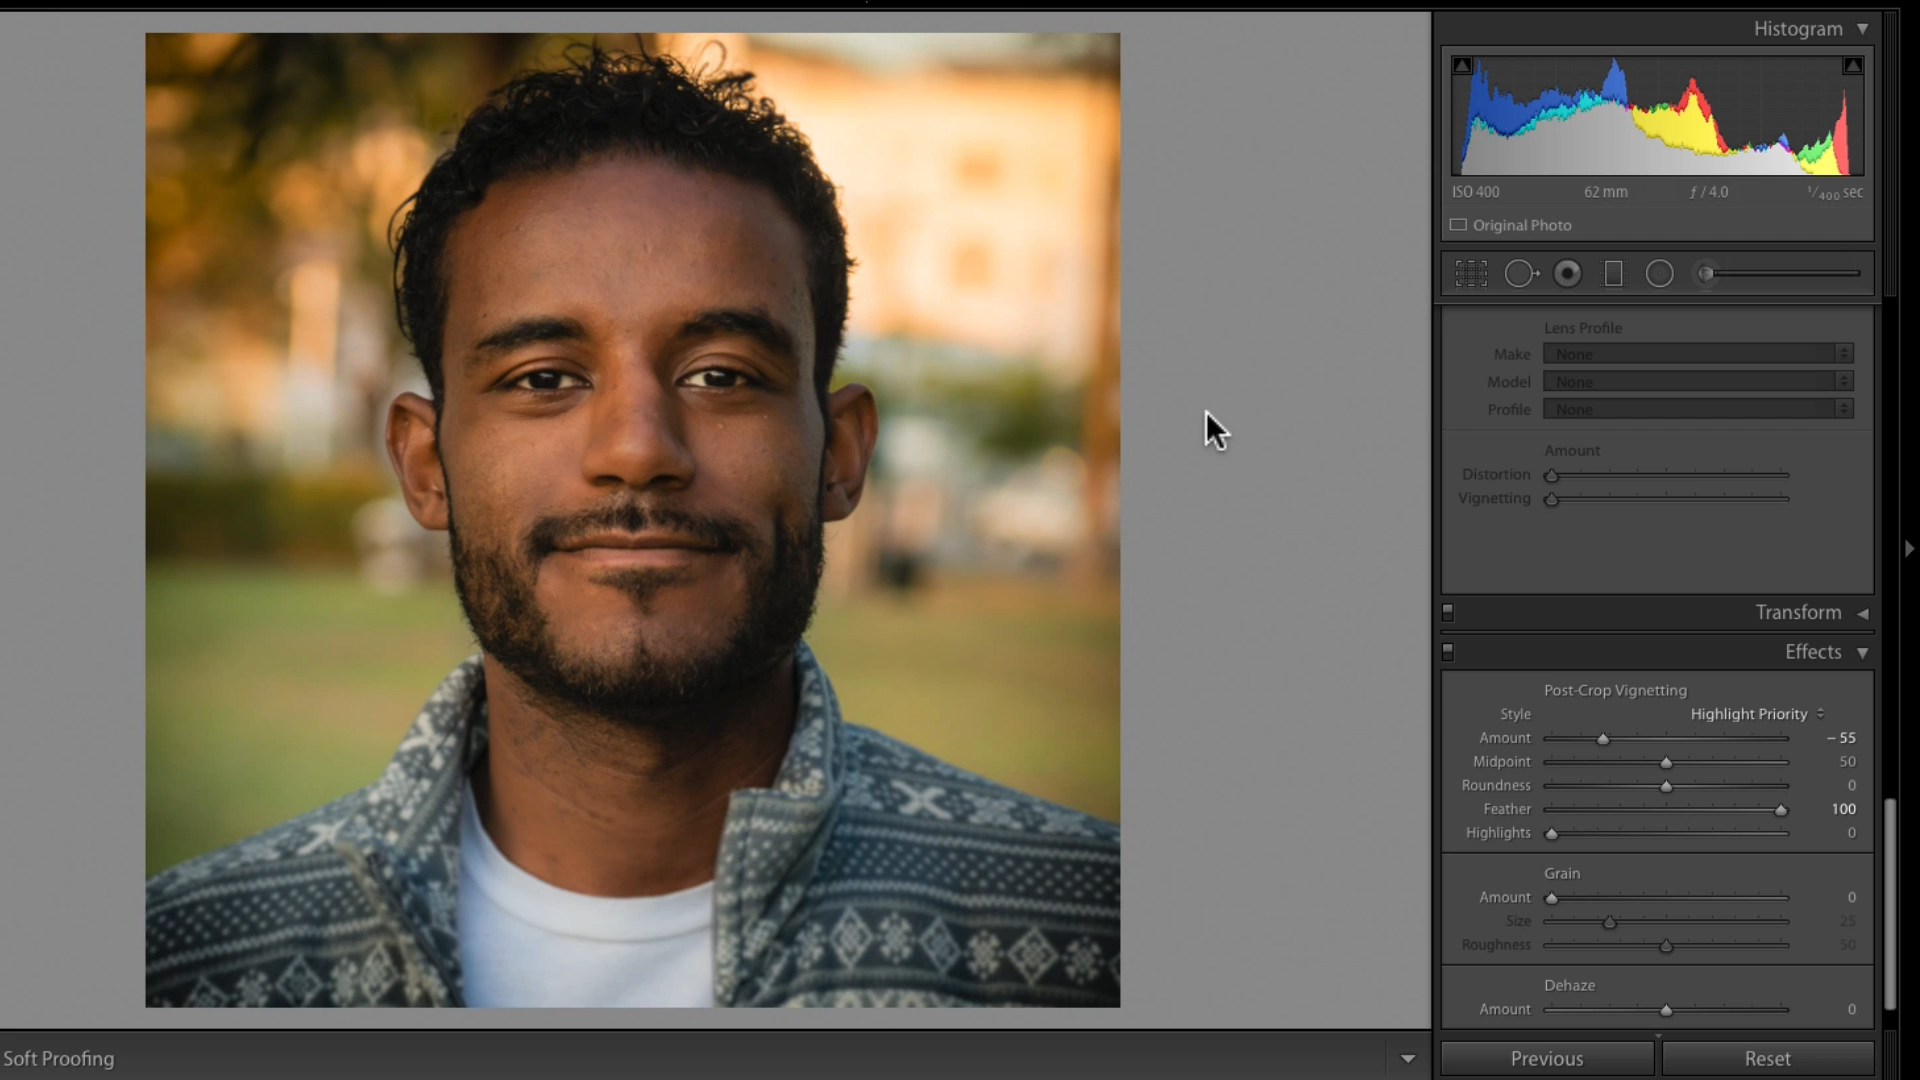 Histogram
ISO 400 62 mm ƒ / 4.0 1/400 sec
Original Photo
Lens Profile
Make None
Model None
Profile None
Amount
Distortion
Vignetting
Transform
Effects
Post-Crop Vignetting
Style Highlight Priority
Amount – 55
Midpoint 50
Roundness 0
Feather 100
Highlights 0
Grain
Amount 0
Size 25
Roughness 50
Dehaze
Amount 0
Soft Proofing
Previous Reset